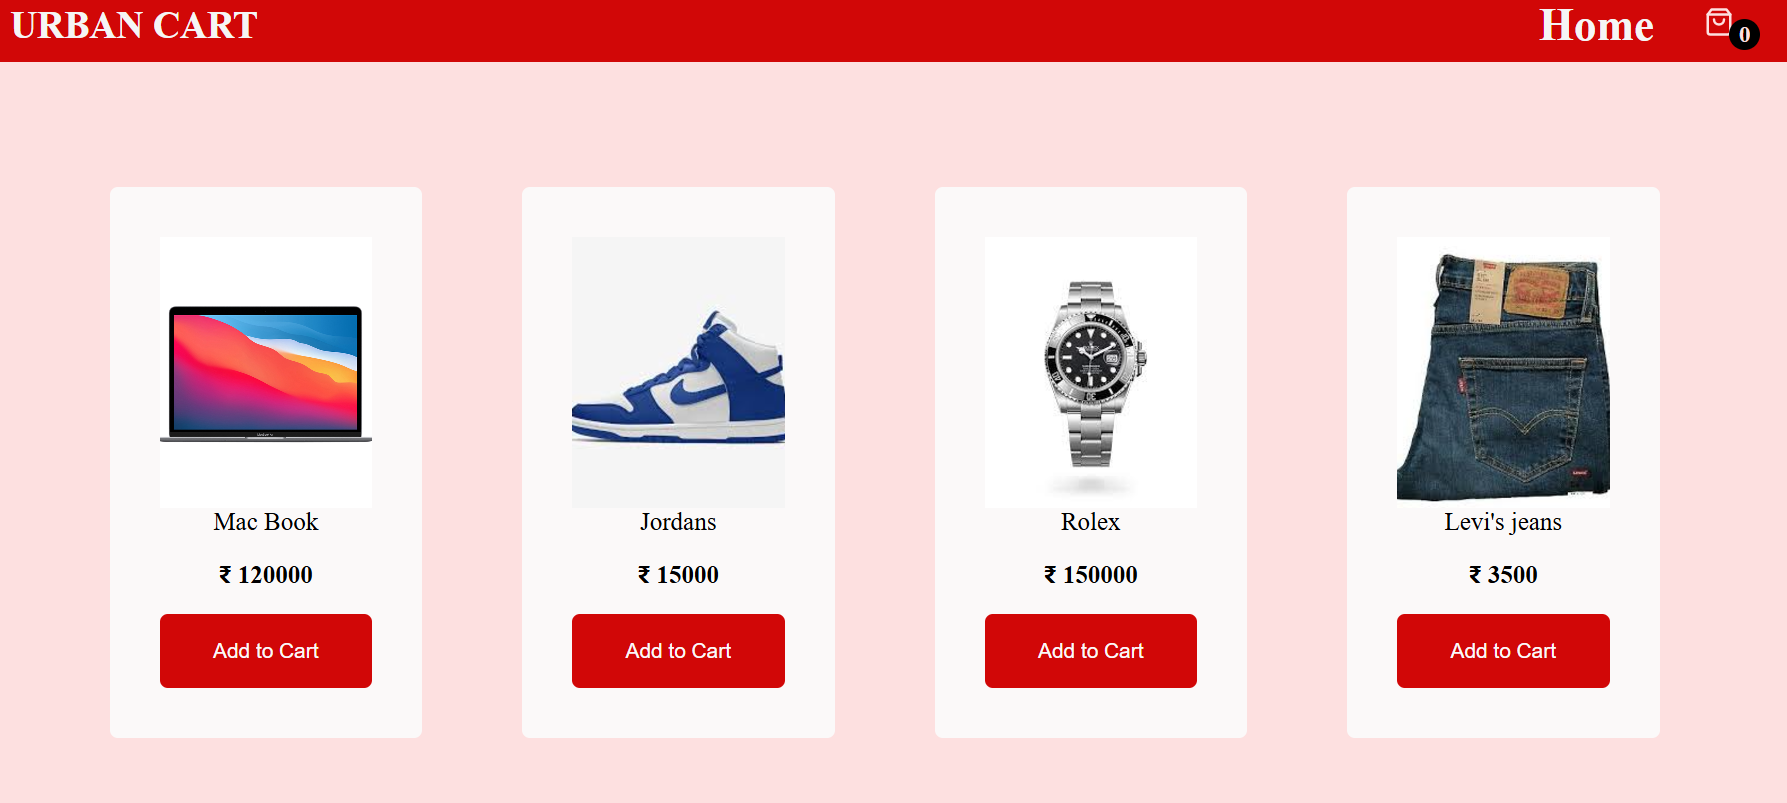 URBAN CART
Home
0
Mac Book
₹ 120000
Add to Cart
Jordans
₹ 15000
Add to Cart
Rolex
₹ 150000
Add to Cart
Levi's jeans
₹ 3500
Add to Cart